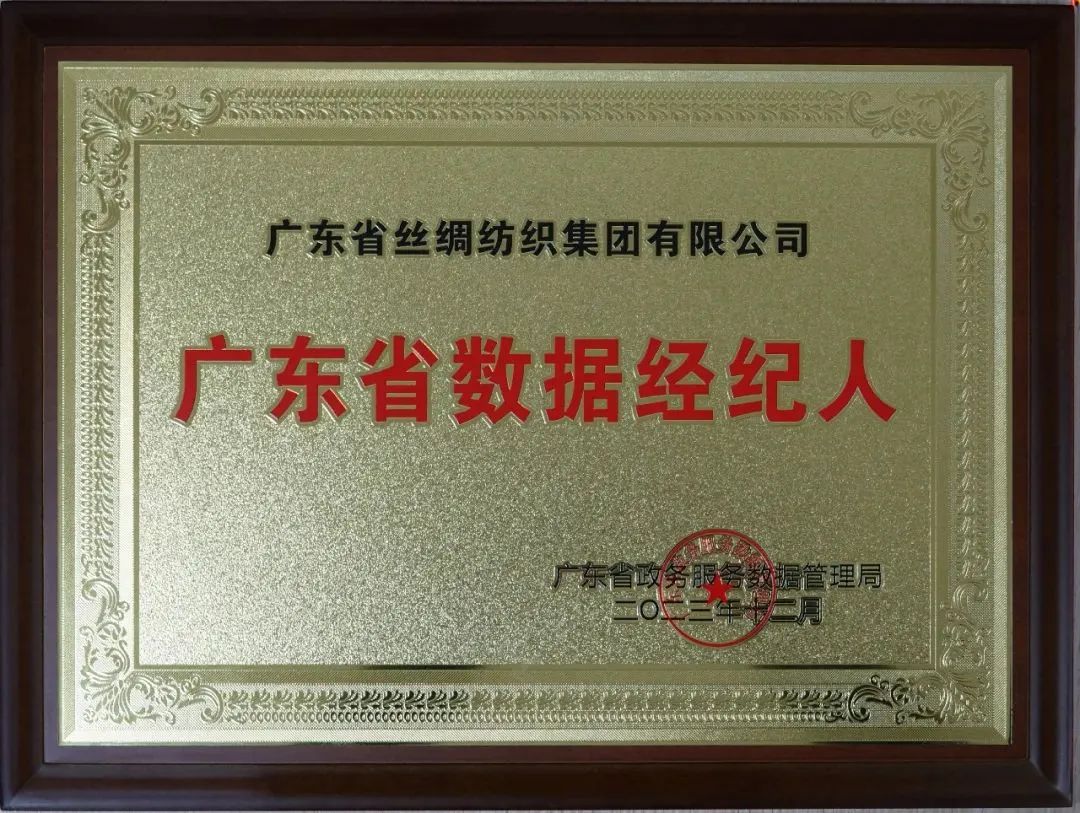 广东省丝绸纺织集团有限公司
广东省数据经纪人
广东省政务服务数据管理局
二〇二三年十二月